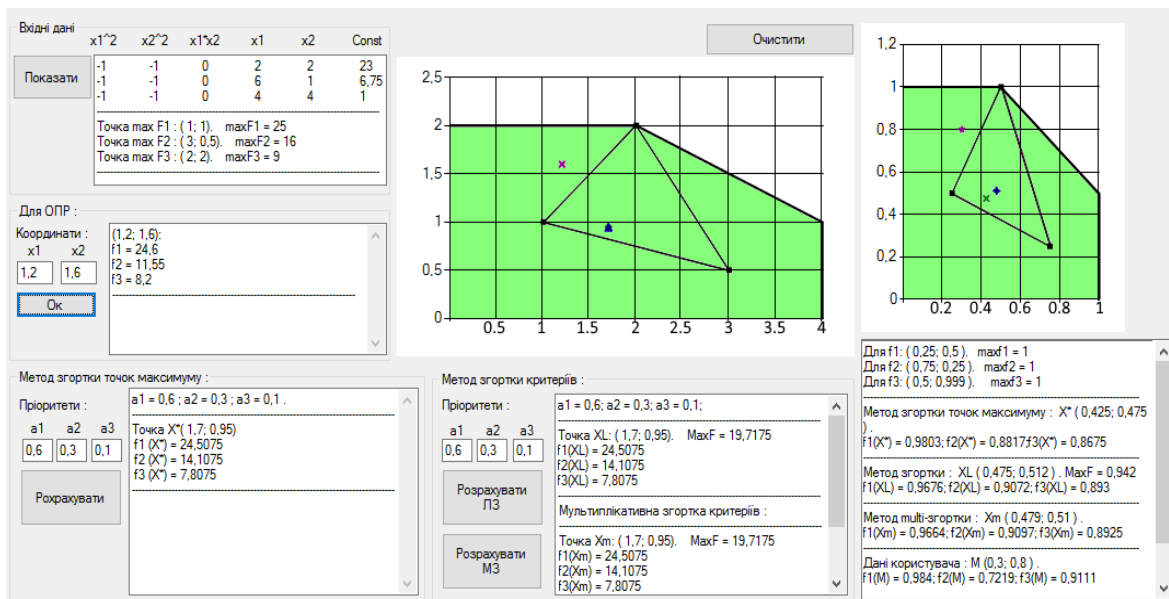 Вхідні дані
x1^2 x2^2 x1*x2 x1 x2 Const
Показати
-1 -1 0 2 2 23
-1 -1 0 6 1 6,75
-1 -1 0 4 4 1
Точка max F1 : ( 1; 1). maxF1 = 25
Точка max F2 : ( 3; 0,5). maxF2 = 16
Точка max F3 : ( 2; 2). maxF3 = 9
Для ОПР :
Координати :
x1 x2
1,2 1,6
Ок
(1,2; 1,6):
f1 = 24,6
f2 = 11,55
f3 = 8,2
Очистити
2,5
2
1,5
1
0,5
0
0.5 1 1.5 2 2.5 3 3.5 4
1,2
1
0,8
0,6
0,4
0,2
0
0.2 0.4 0.6 0.8 1
Метод згортки точок максимуму :
Пріоритети :
a1 a2 a3
0,6 0,3 0,1
Рохрахувати
a1 = 0,6 ; a2 = 0,3 ; a3 = 0,1 .
Точка X*( 1,7; 0,95)
f1 (X*) = 24,5075
f2 (X*) = 14,1075
f3 (X*) = 7,8075
Метод згортки критеріїв :
Пріоритети :
a1 a2 a3
0,6 0,3 0,1
Розрахувати
ЛЗ
Розрахувати
МЗ
a1 = 0,6; a2 = 0,3; a3 = 0,1;
Точка XL: ( 1,7; 0,95). MaxF = 19,7175
f1(XL) = 24,5075
f2(XL) = 14,1075
f3(XL) = 7,8075
Мультиплікативна згортка критеріїв :
Точка Xm: ( 1,7; 0,95). MaxF = 19,7175
f1(Xm) = 24,5075
f2(Xm) = 14,1075
f3(Xm) = 7,8075
Для f1: ( 0,25; 0,5 ). maxf1 = 1
Для f2: ( 0,75; 0,25 ). maxf2 = 1
Для f3: ( 0,5; 0,999 ). maxf3 = 1
Метод згортки точок максимуму : X* ( 0,425; 0,475
) .
f1(X*) = 0,9803; f2(X*) = 0,8817;f3(X*) = 0,8675
Метод згортки : XL ( 0,475; 0,512 ) . MaxF = 0,942
f1(XL) = 0,9676; f2(XL) = 0,9072; f3(XL) = 0,893
Метод multi-згортки : Xm ( 0,479; 0,51 ) .
f1(Xm) = 0,9664; f2(Xm) = 0,9097; f3(Xm) = 0,8925
Дані користувача : M (0,3; 0,8 ) .
f1(M) = 0,984; f2(M) = 0,7219; f3(M) = 0,9111